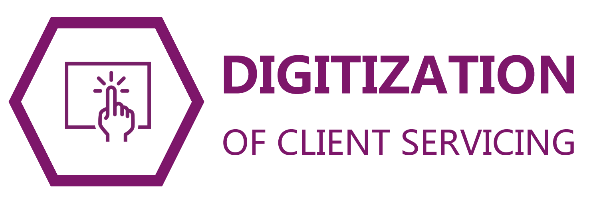 DIGITIZATION
OF CLIENT SERVICING